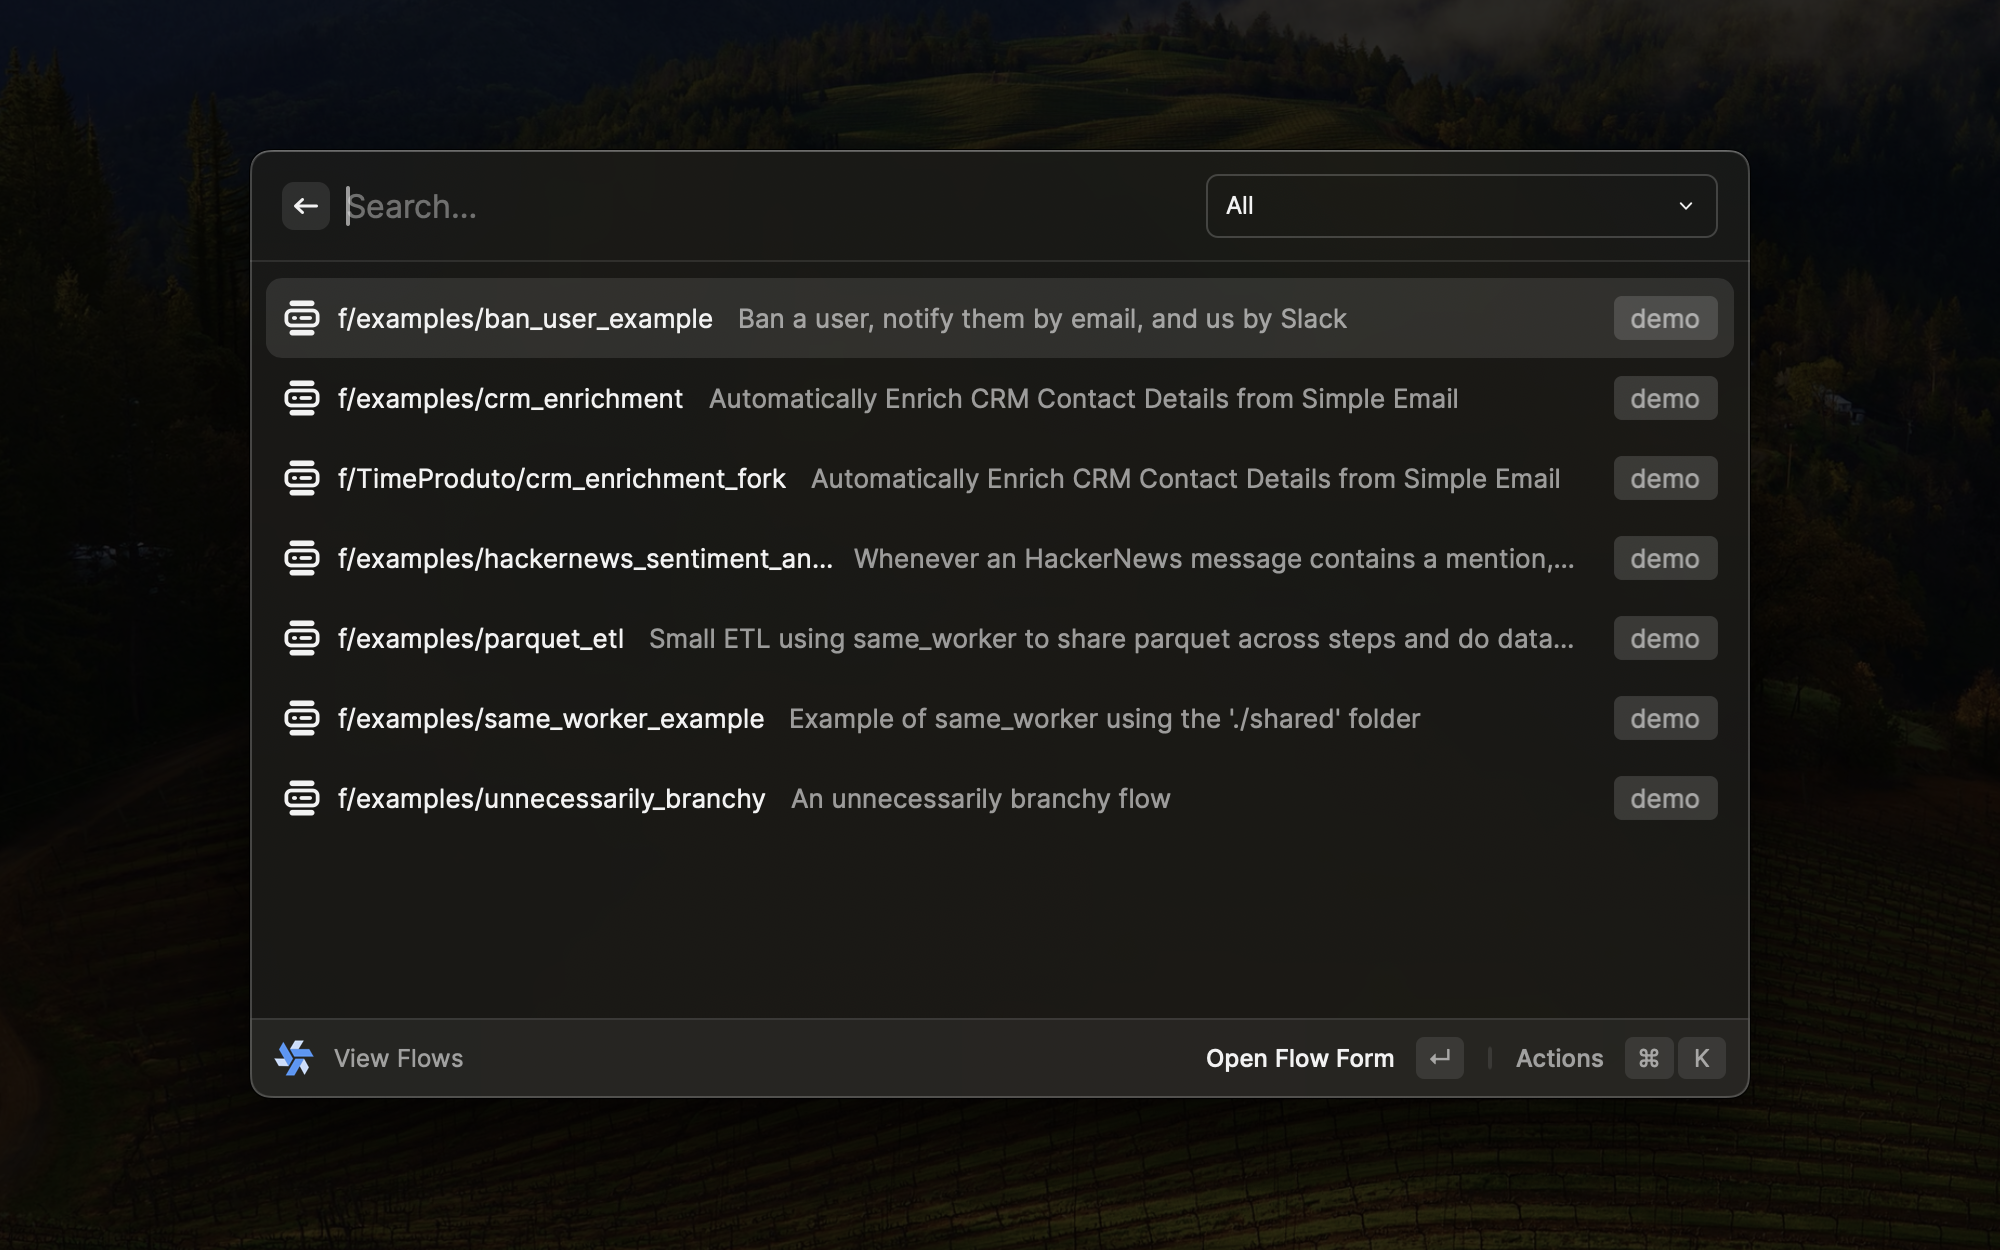 Search...
All
f/examples/ban_user_example Ban a user, notify them by email, and us by Slack demo
f/examples/crm_enrichment Automatically Enrich CRM Contact Details from Simple Email demo
f/TimeProduto/crm_enrichment_fork Automatically Enrich CRM Contact Details from Simple Email demo
f/examples/hackernews_sentiment_an... Whenever an HackerNews message contains a mention,... demo
f/examples/parquet_etl Small ETL using same_worker to share parquet across steps and do data... demo
f/examples/same_worker_example Example of same_worker using the './shared' folder demo
f/examples/unnecessarily_branchy An unnecessarily branchy flow demo
View Flows Open Flow Form ↵ Actions ⌘ K